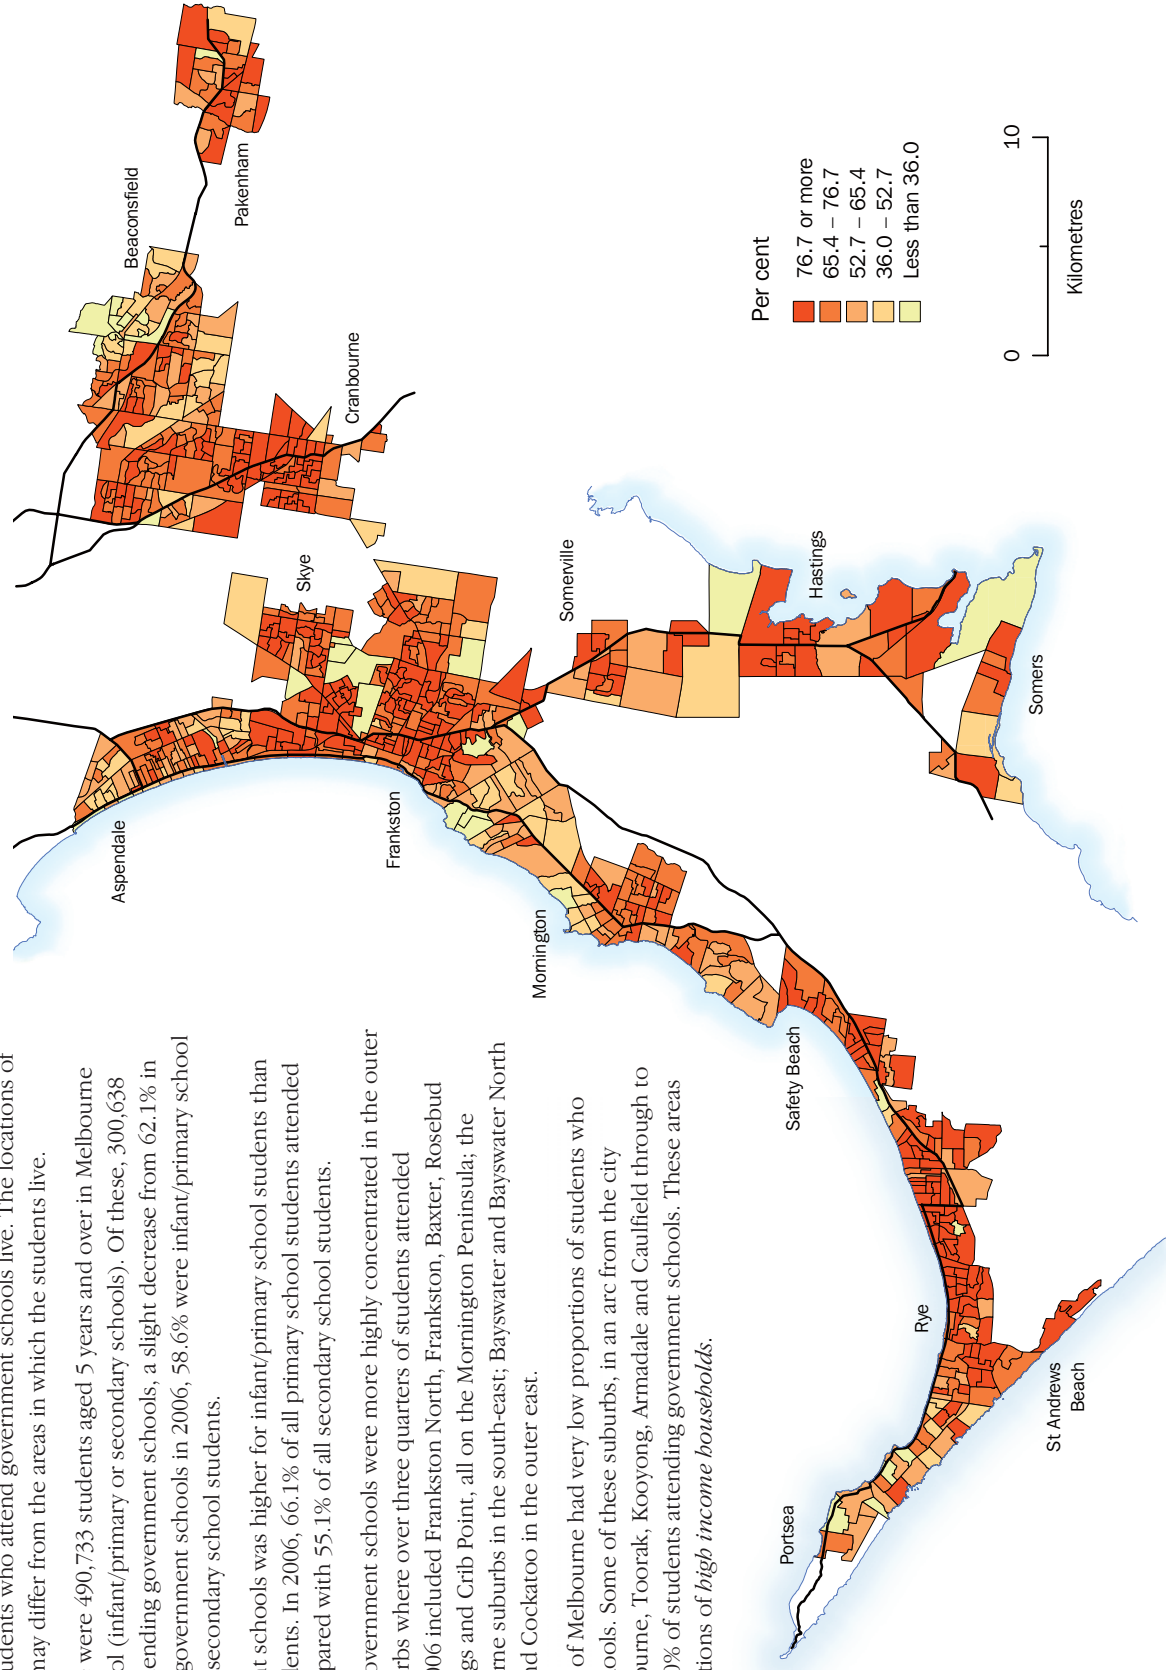 udents who attend government schools live. The locations of
may differ from the areas in which the students live.
were 490,733 students aged 5 years and over in Melbourne
ol (infant/primary or secondary schools). Of these, 300,638
ending government schools, a slight decrease from 62.1% in
government schools in 2006, 58.6% were infant/primary school
secondary school students.
t schools was higher for infant/primary school students than
lents. In 2006, 66.1% of all primary school students attended
pared with 55.1% of all secondary school students.
overnment schools were more highly concentrated in the outer
rbs where over three quarters of students attended
006 included Frankston North, Frankston, Baxter, Rosebud
gs and Crib Point, all on the Mornington Peninsula; the
rne suburbs in the south-east; Bayswater and Bayswater North
nd Cockatoo in the outer east.
of Melbourne had very low proportions of students who
ools. Some of these suburbs, in an arc from the city
ourne, Toorak, Kooyong, Armadale and Caulfield through to
0% of students attending government schools. These areas
tions of high income households.
Portsea
St Andrews
Beach
Rye
Safety Beach
Mornington
Frankston
Aspendale
Somers
Hastings
Somerville
Skye
Cranbourne
Beaconsfield
Pakenham
Per cent
76.7 or more
65.4 – 76.7
52.7 – 65.4
36.0 – 52.7
Less than 36.0
0 10
Kilometres